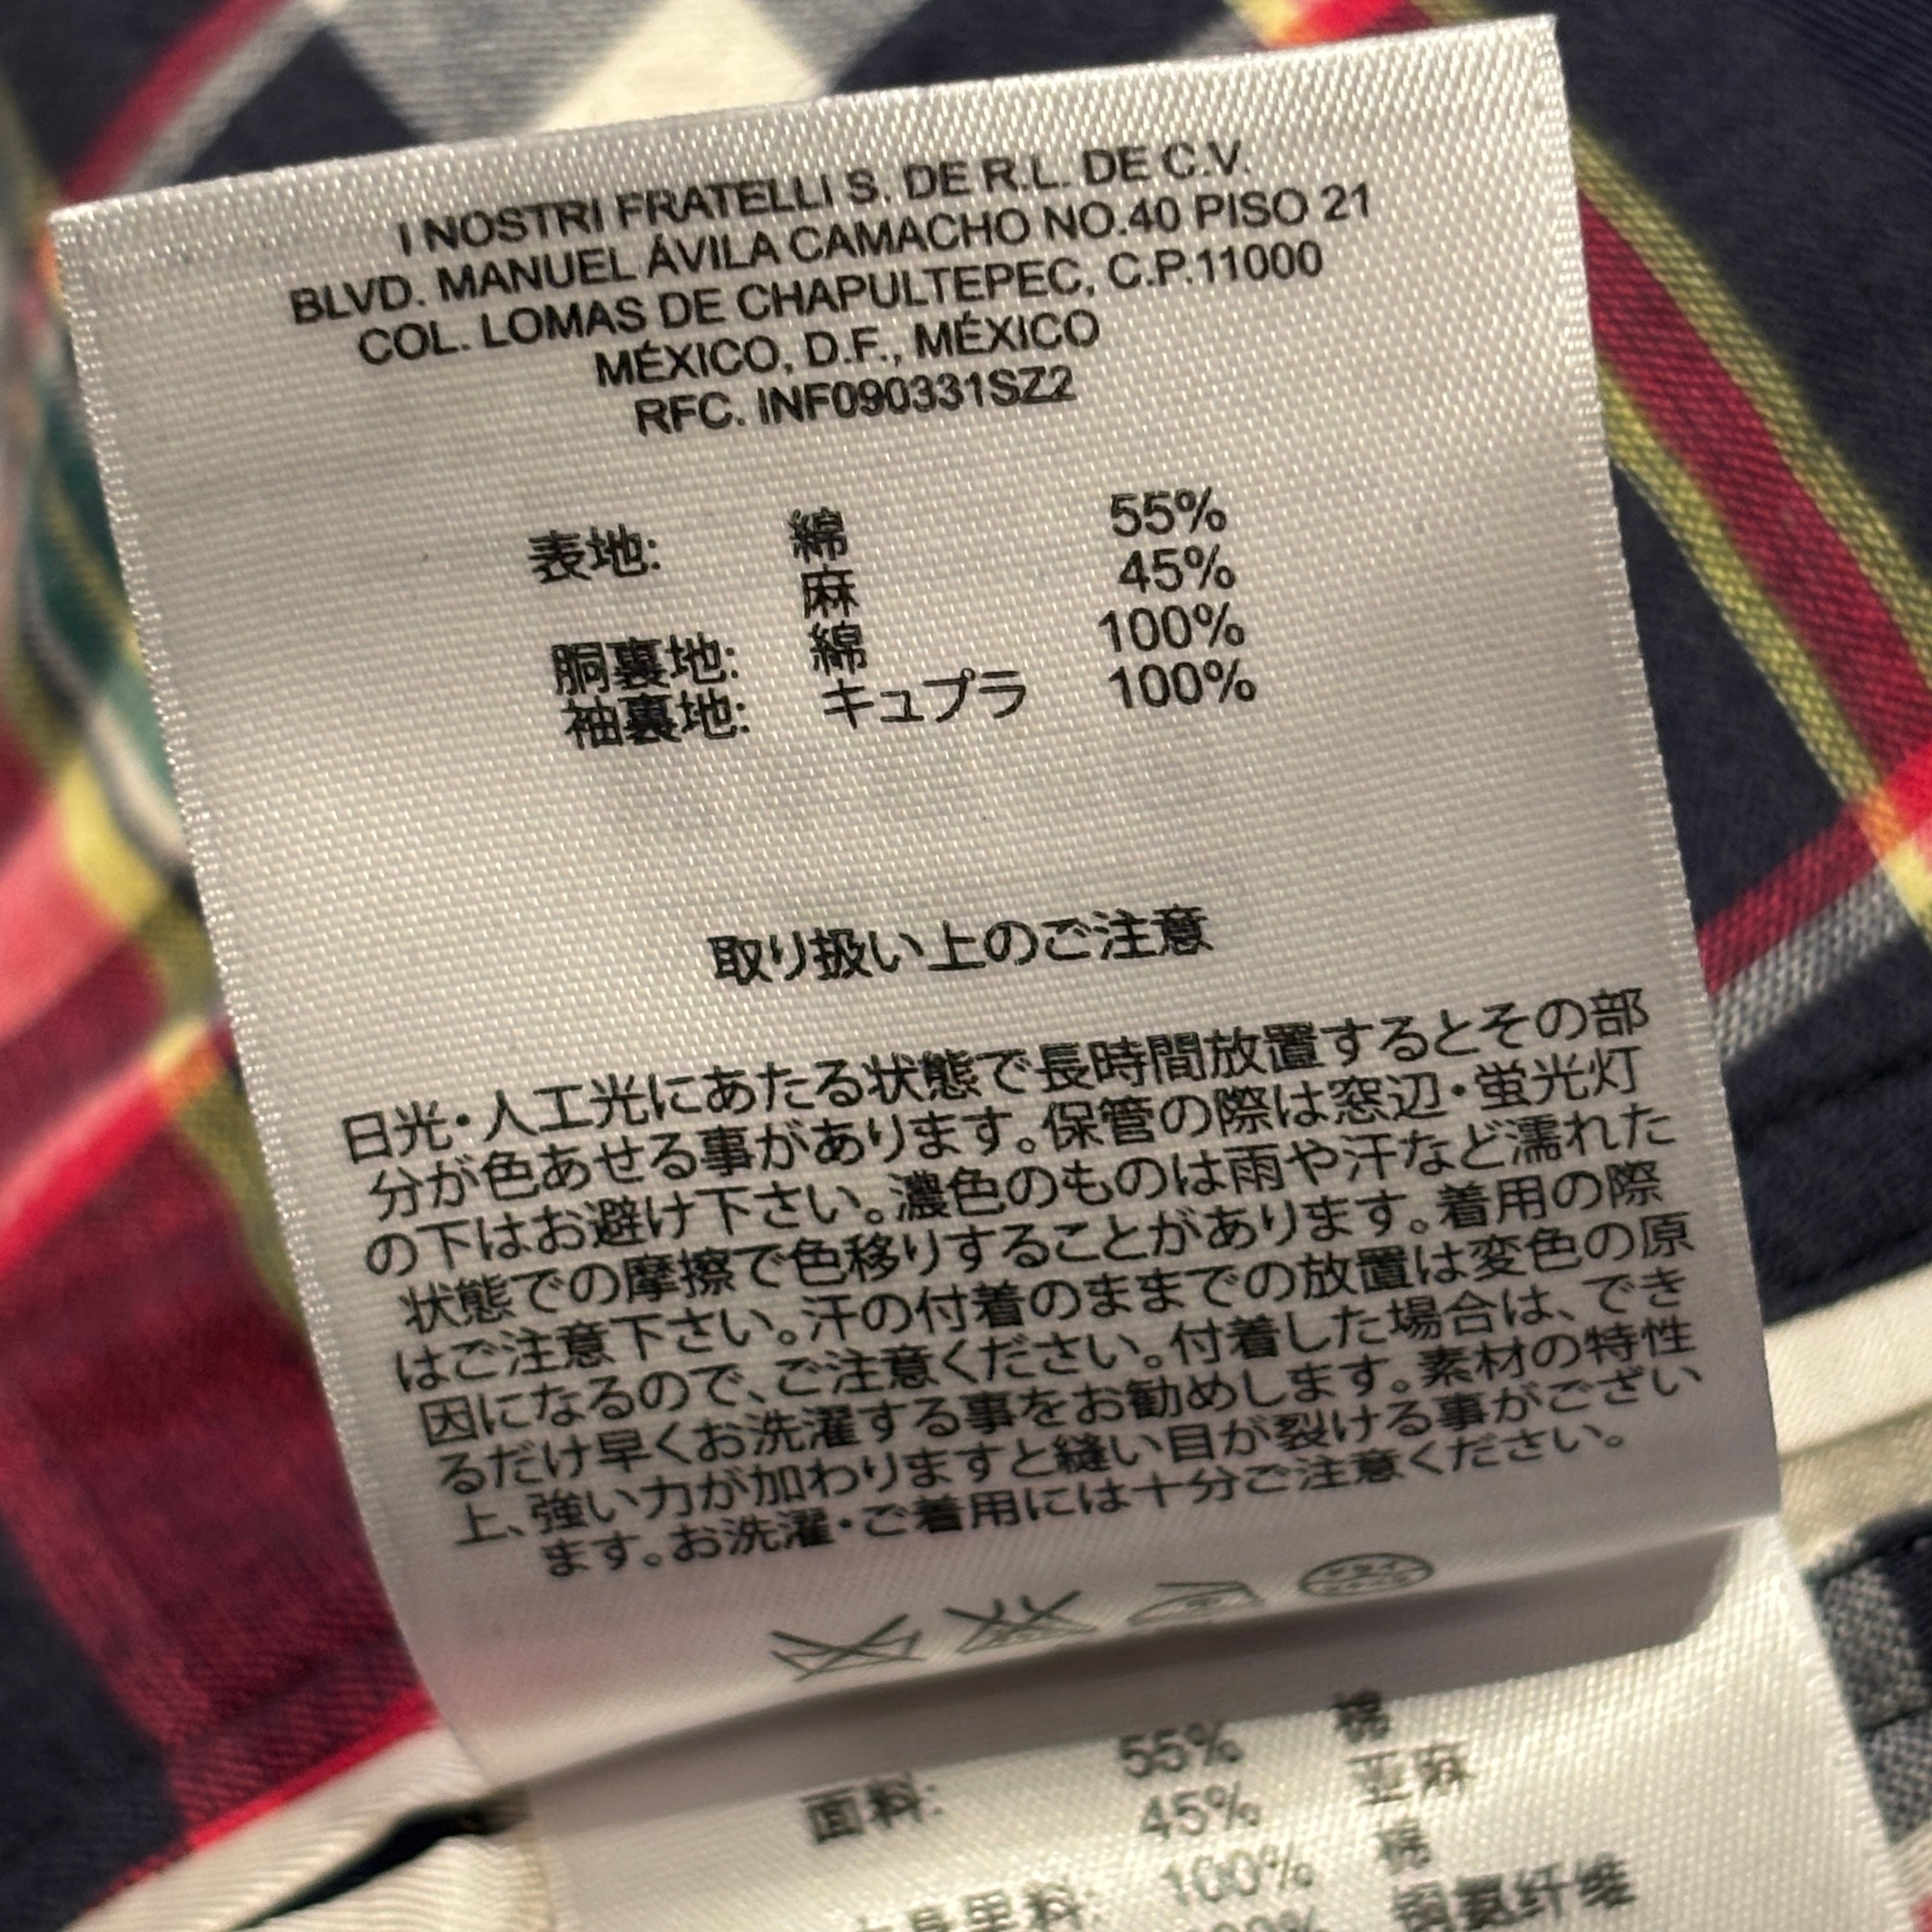 I NOSTRI FRATELLI S. DE R.L. DE C.V.
BLVD. MANUEL ÁVILA CAMACHO NO.40 PISO 21
COL. LOMAS DE CHAPULTEPEC, C.P.11000
MÉXICO, D.F., MÉXICO
RFC. INF090331SZ2
表地: 綿 55%
麻 45%
胴裏地: 綿 100%
袖裏地: キュプラ 100%
取り扱い上のご注意
日光・人工光にあたる状態で長時間放置するとその部
分が色あせる事があります。保管の際は窓辺・蛍光灯
の下はお避け下さい。濃色のものは雨や汗など濡れた
状態での摩擦で色移りすることがあります。着用の際
はご注意下さい。汗の付着のままでの放置は変色の原
因になるので、ご注意ください。付着した場合は、でき
るだけ早くお洗濯する事をお勧めします。素材の特性
上、強い力が加わりますと縫い目が裂ける事がござい
ます。お洗濯・ご着用には十分ご注意ください。
面料: 55% 棉
45% 亚麻
身里料: 100% 棉
铜氨纤维